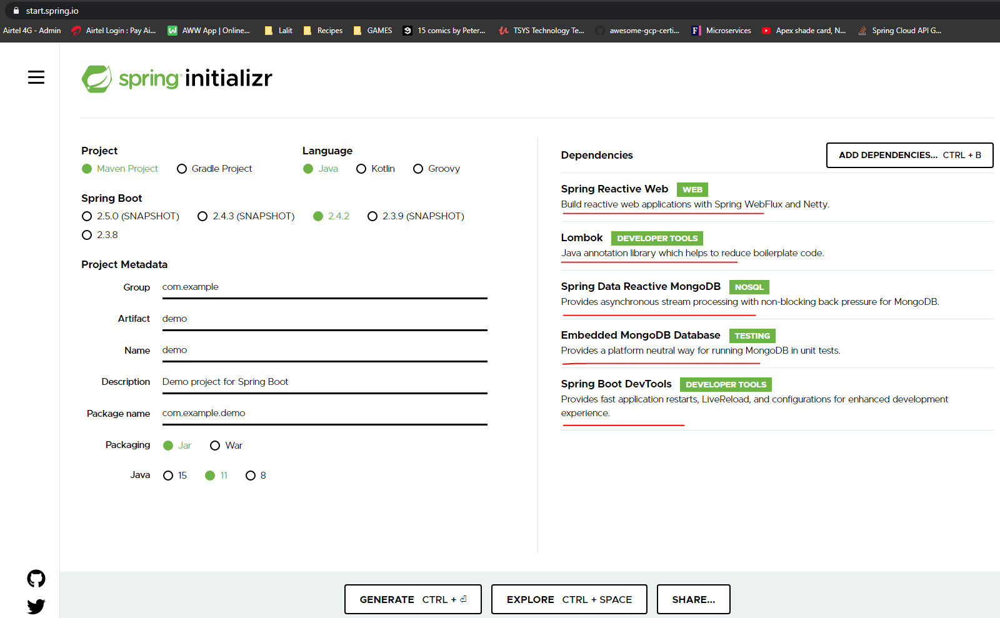 start.spring.io
Airtel 4G - Admin
Airtel Login : Pay Ai...
AWW App | Online...
Lalit
Recipes
GAMES
15 comics by Peter...
TSYS Technology Te...
awesome-gcp-certi...
Microservices
Apex shade card, N...
Spring Cloud API G...
spring initializr
Project
Maven Project
Gradle Project
Language
Java
Kotlin
Groovy
Spring Boot
2.5.0 (SNAPSHOT)
2.4.3 (SNAPSHOT)
2.4.2
2.3.9 (SNAPSHOT)
2.3.8
Project Metadata
Group com.example
Artifact demo
Name demo
Description Demo project for Spring Boot
Package name com.example.demo
Packaging Jar War
Java 15 11 8
Dependencies
ADD DEPENDENCIES... CTRL + B
Spring Reactive Web WEB
Build reactive web applications with Spring WebFlux and Netty.
Lombok DEVELOPER TOOLS
Java annotation library which helps to reduce boilerplate code.
Spring Data Reactive MongoDB NOSQL
Provides asynchronous stream processing with non-blocking back pressure for MongoDB.
Embedded MongoDB Database TESTING
Provides a platform neutral way for running MongoDB in unit tests.
Spring Boot DevTools DEVELOPER TOOLS
Provides fast application restarts, LiveReload, and configurations for enhanced development
experience.
GENERATE CTRL + ⏎
EXPLORE CTRL + SPACE
SHARE...